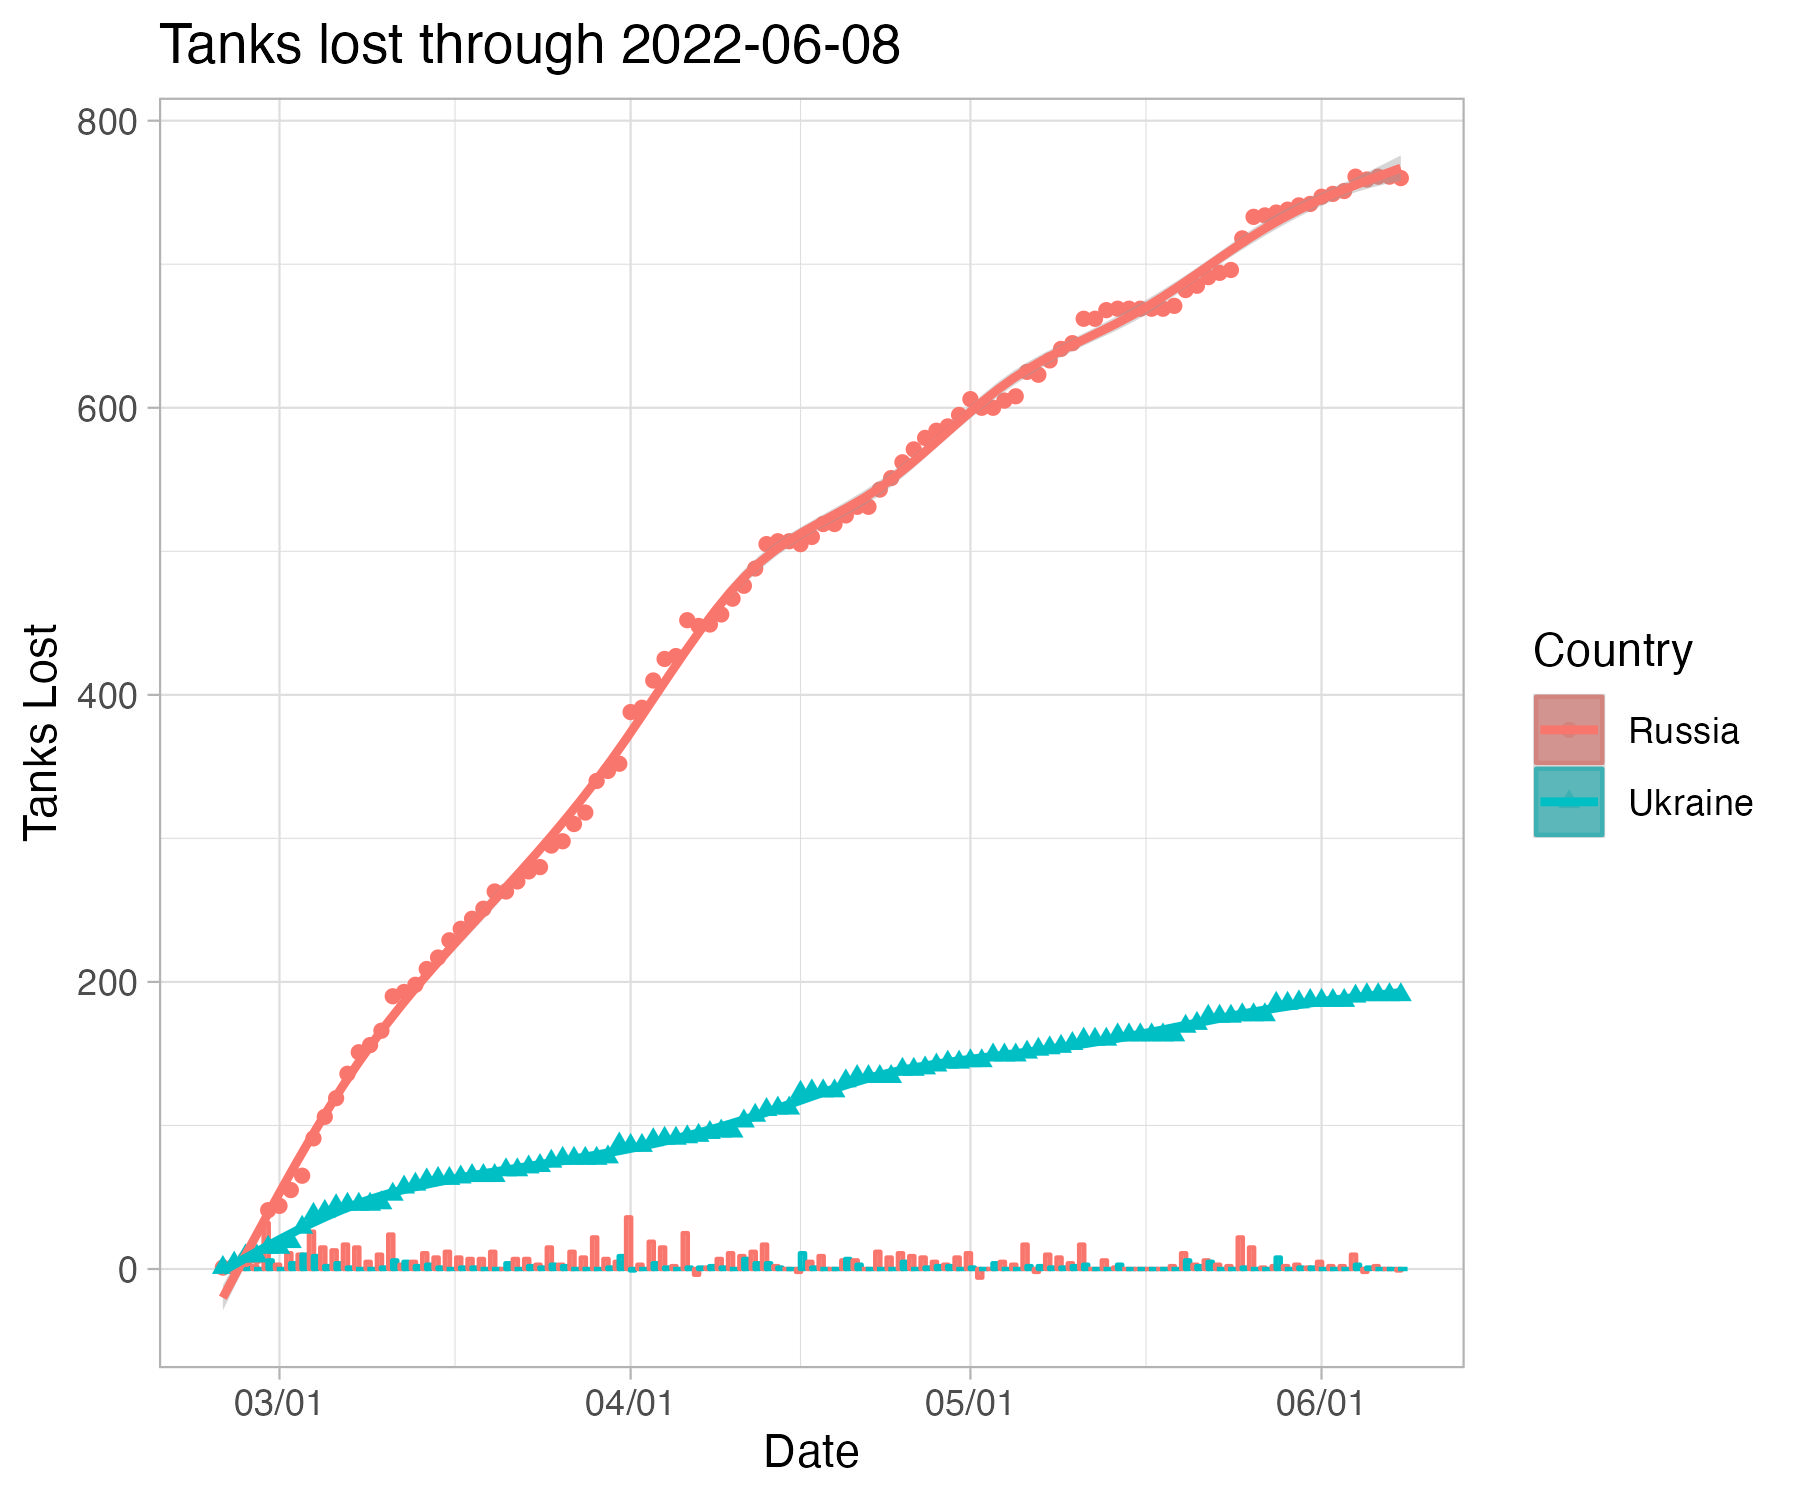 Tanks lost through 2022-06-08
800
600
400
200
0
Tanks Lost
03/01 04/01 05/01 06/01
Date
Country
Russia
Ukraine